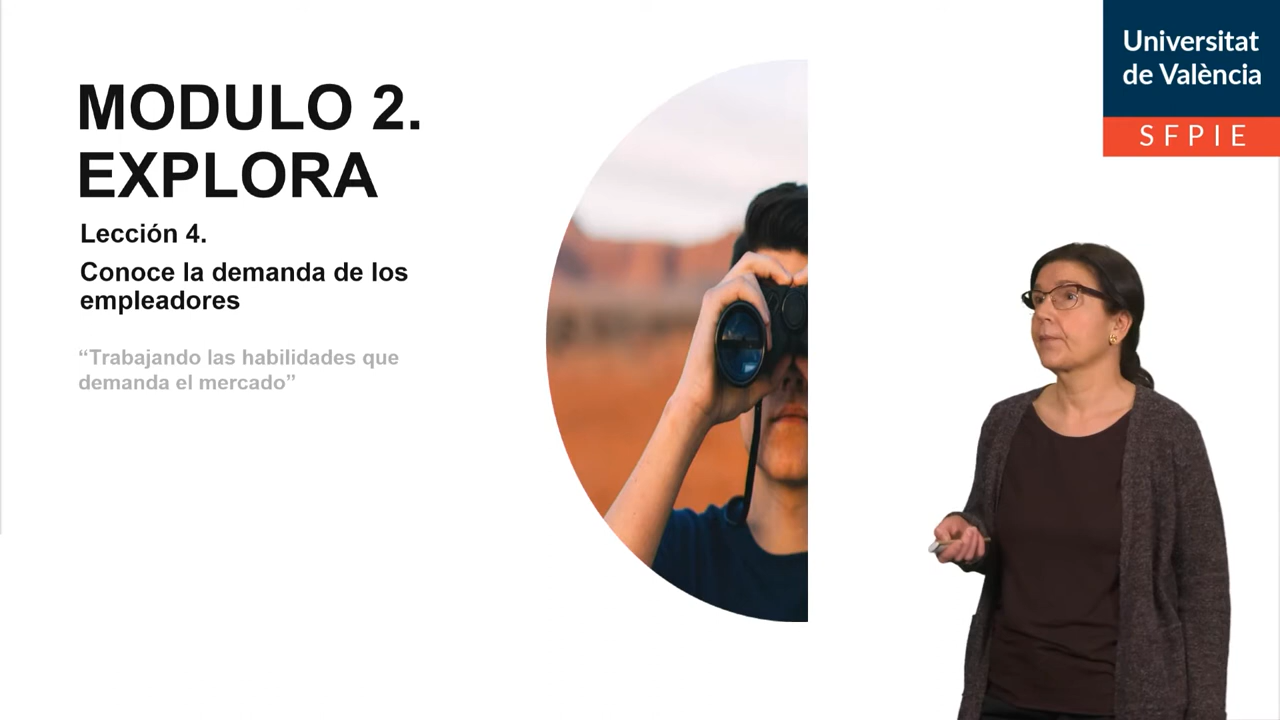 MODULO 2.
EXPLORA
Lección 4.
Conoce la demanda de los
empleadores
“Trabajando las habilidades que
demanda el mercado”
Universitat
de València
SFPIE